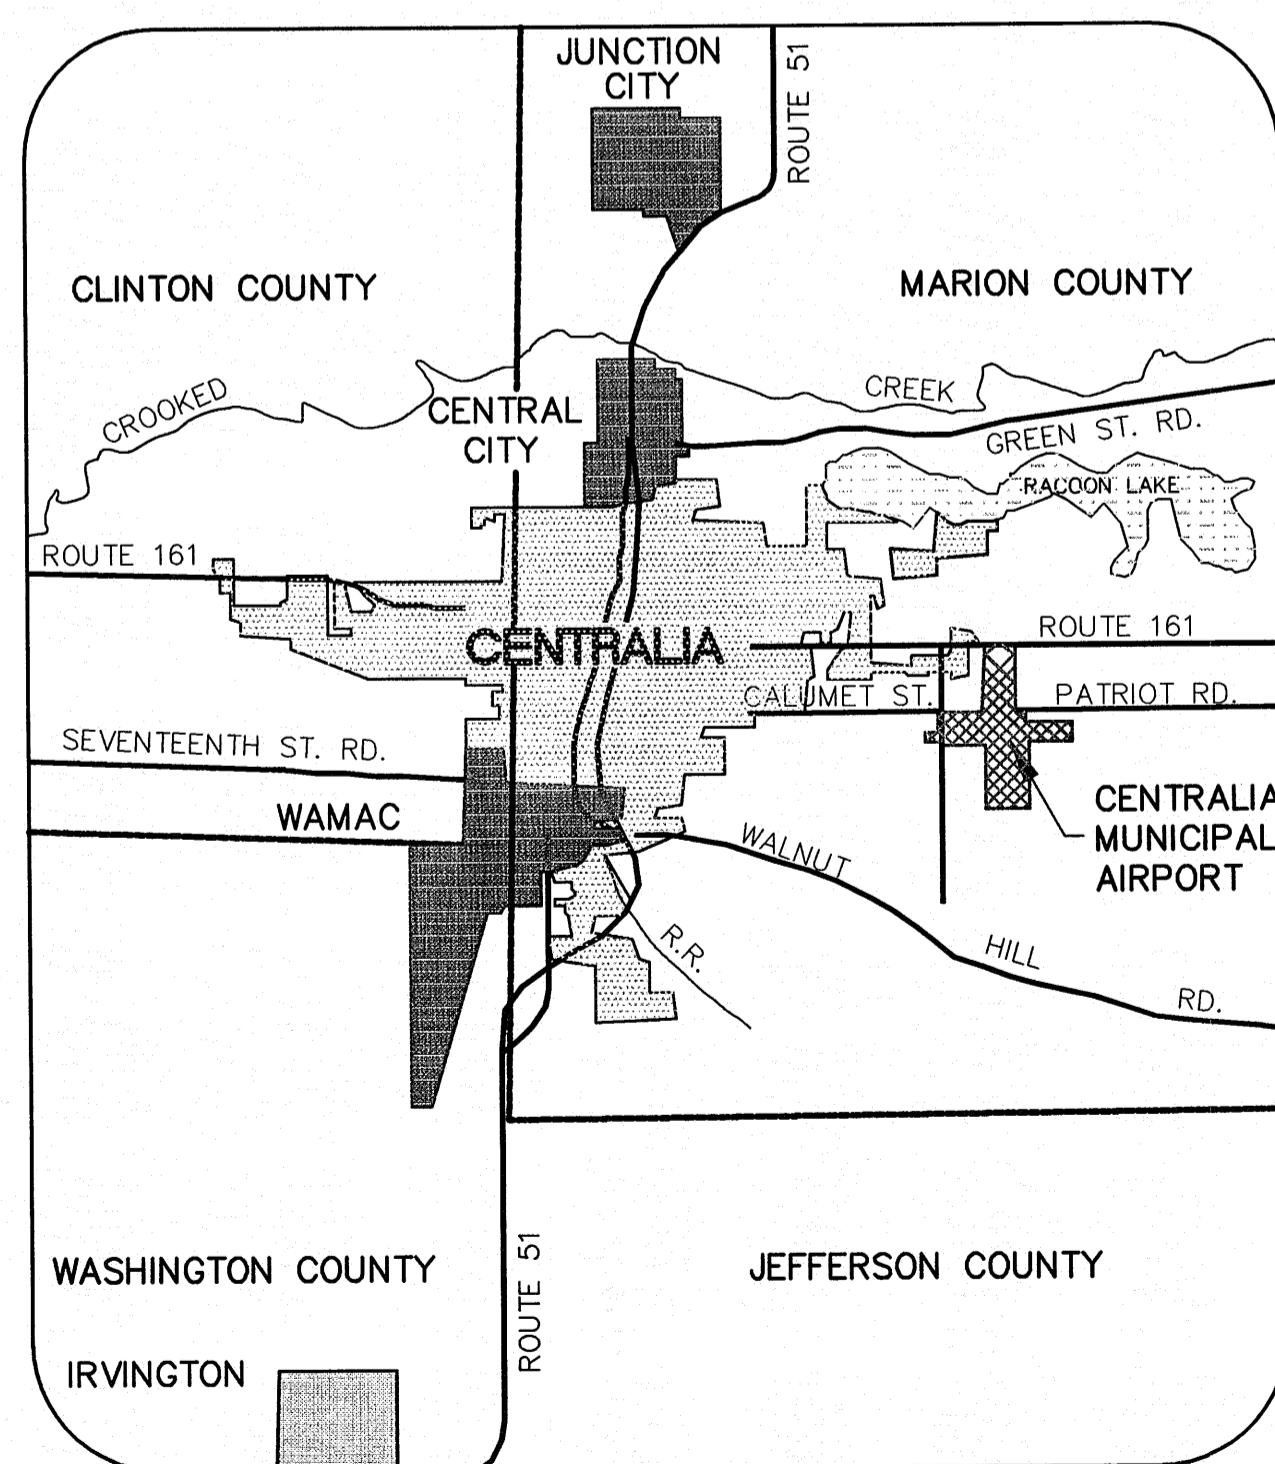 JUNCTION
CITY
ROUTE 51
CLINTON COUNTY
MARION COUNTY
CROOKED
CREEK
CENTRAL
CITY
GREEN ST. RD.
RACOON LAKE
ROUTE 161
CENTRALIA
ROUTE 161
CALUMET ST.
PATRIOT RD.
SEVENTEENTH ST. RD.
WAMAC
CENTRALIA
MUNICIPAL
AIRPORT
WALNUT
HILL
RD.
R.R.
WASHINGTON COUNTY
JEFFERSON COUNTY
ROUTE 51
IRVINGTON